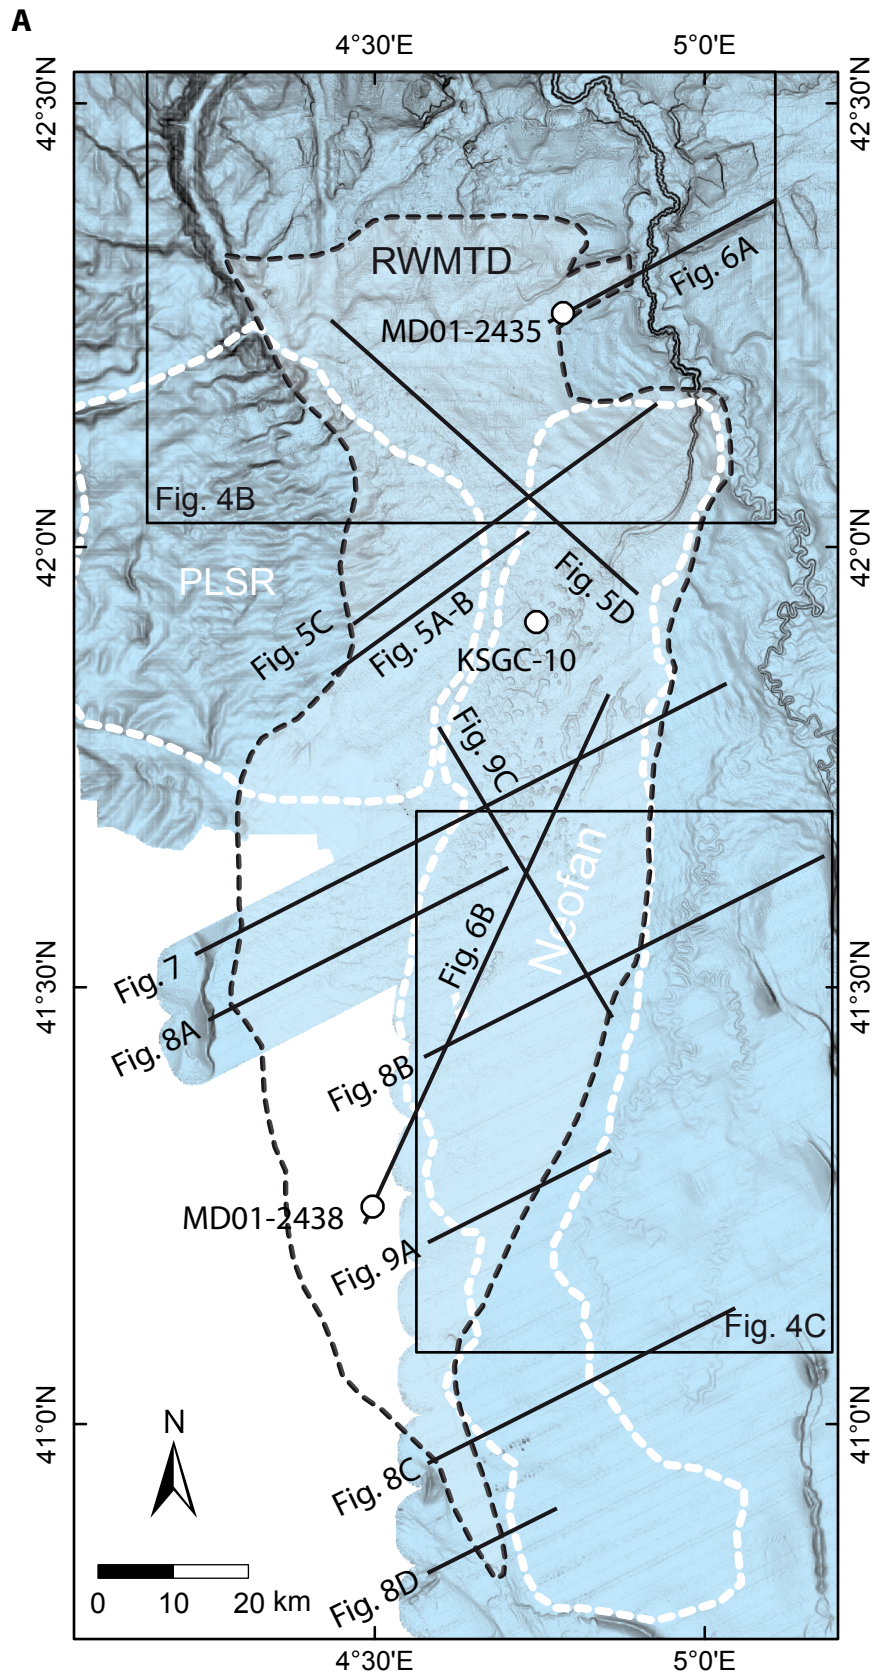 A
4°30'E
5°0'E
42°30'N
42°30'N
RWMTD
Fig. 6A
MD01-2435
Fig. 4B
42°0'N
42°0'N
PLSR
Fig. 5D
Fig. 5C
Fig. 5A-B
KSGC-10
Fig. 9C
Neofan
Fig. 6B
Fig. 7
41°30'N
41°30'N
Fig. 8A
Fig. 8B
MD01-2438
Fig. 9A
Fig. 4C
N
41°0'N
41°0'N
Fig. 8C
Fig. 8D
0 10 20 km
4°30'E
5°0'E